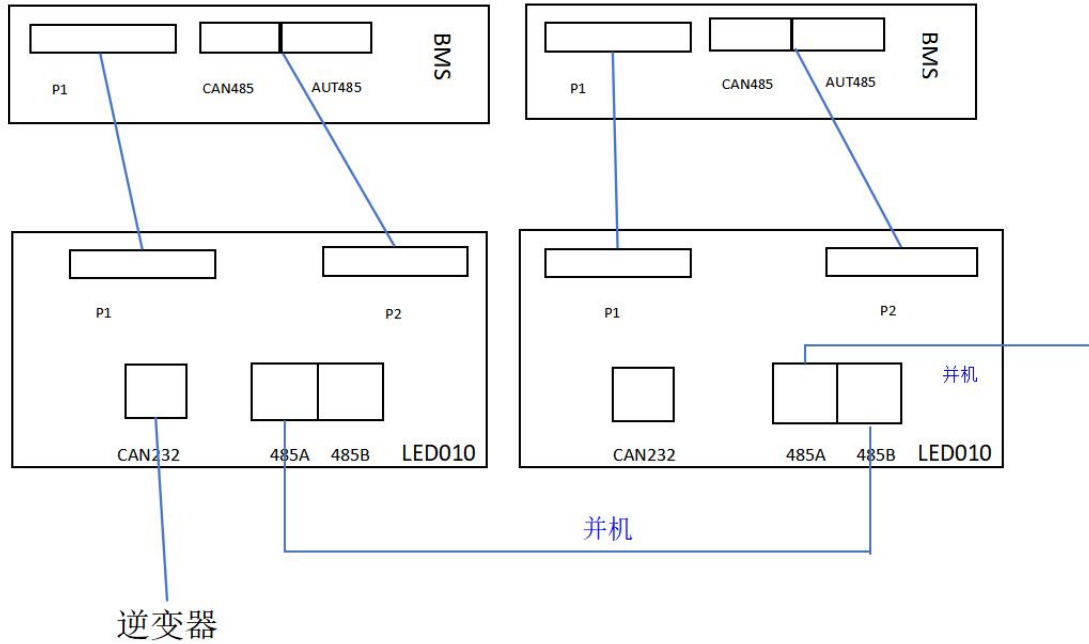 BMS
P1
CAN485
AUT485
BMS
P1
CAN485
AUT485
P1
P2
CAN232
485A
485B
LED010
P1
P2
并机
CAN232
485A
485B
LED010
并机
逆变器